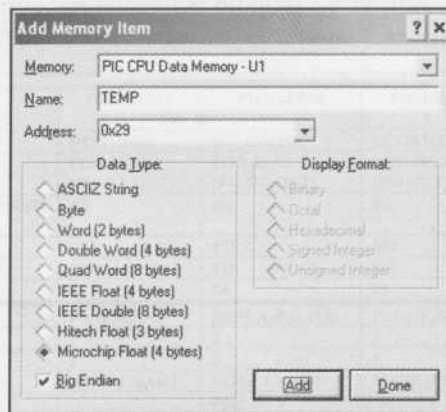 Add Memory Item
? ×
Memory: PIC CPU Data Memory - U1
Name: TEMP
Address: 0x29
Data Type:
ASCIIZ String
Byte
Word (2 bytes)
Double Word (4 bytes)
Quad Word (8 bytes)
IEEE Float (4 bytes)
IEEE Double (8 bytes)
Hitech Float (3 bytes)
Microchip Float (4 bytes)
Big Endian
Display Format:
Binary
Octal
Hexadecimal
Signed Integer
Unsigned Integer
Add
Done